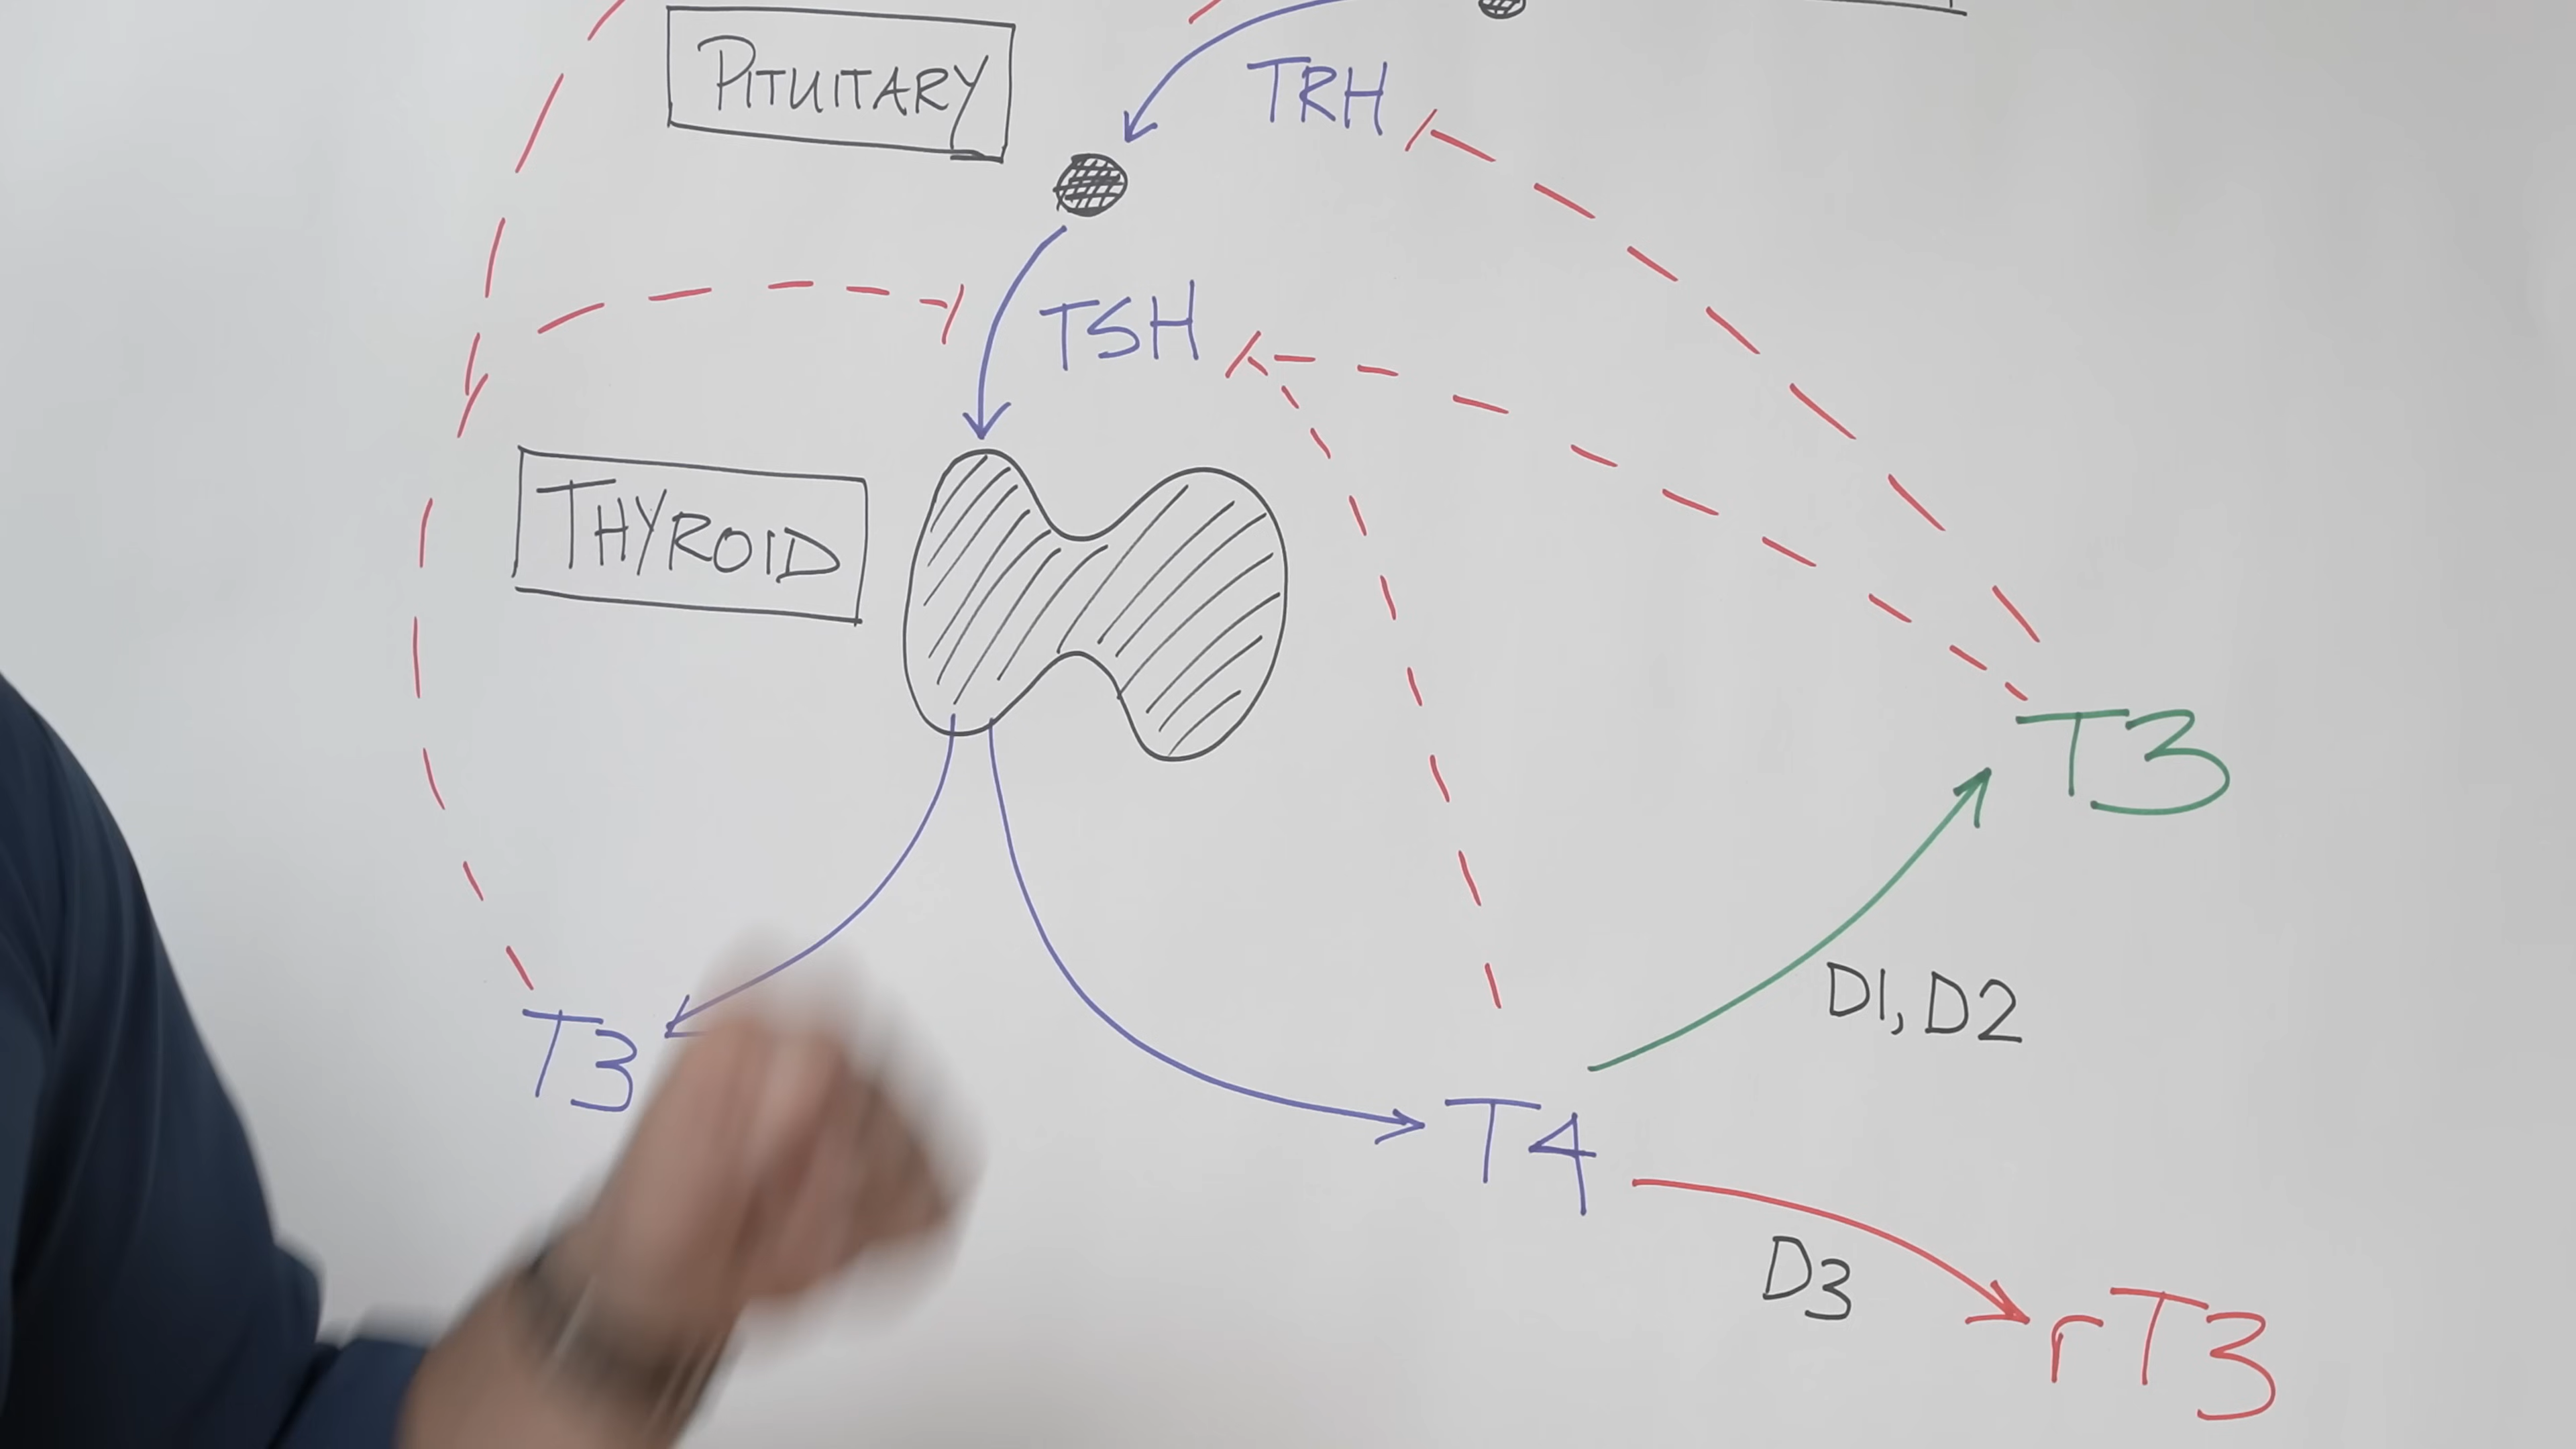 PITUITARY
TRH
TSH
THYROID
T3
D1, D2
T3
T4
D3
rT3